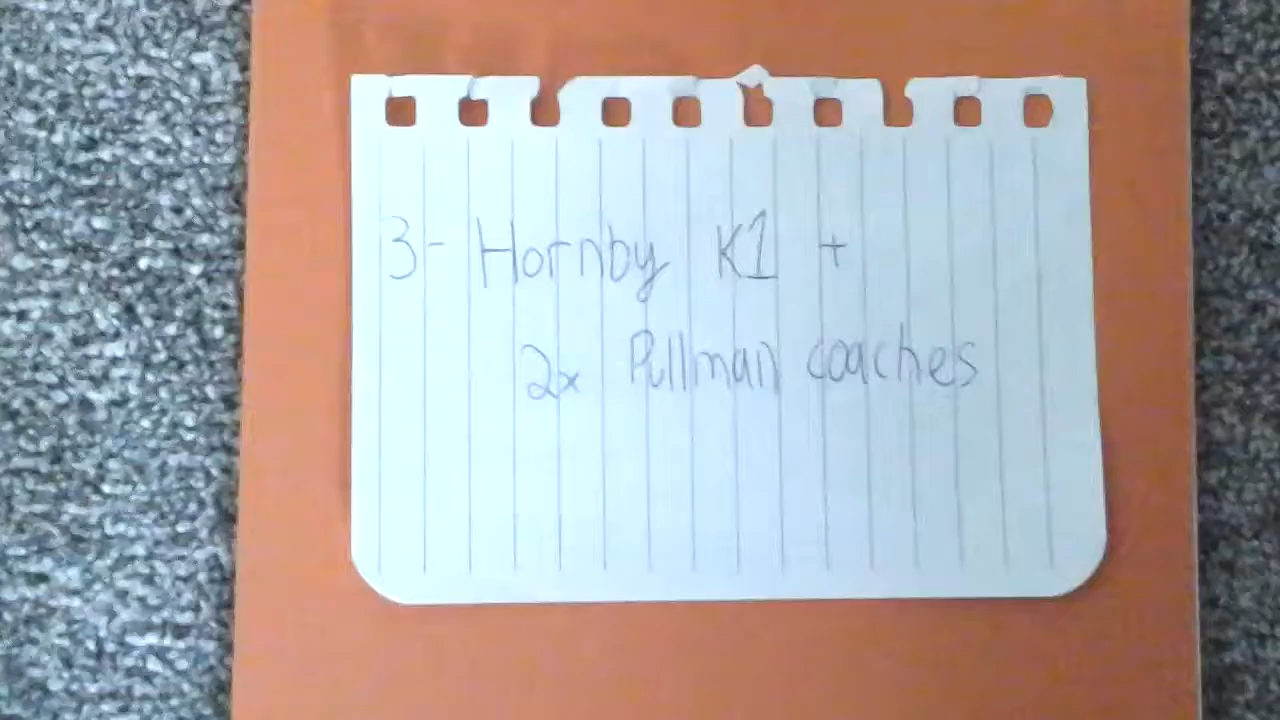 3- Hornby K1 +
2x Pullman coaches